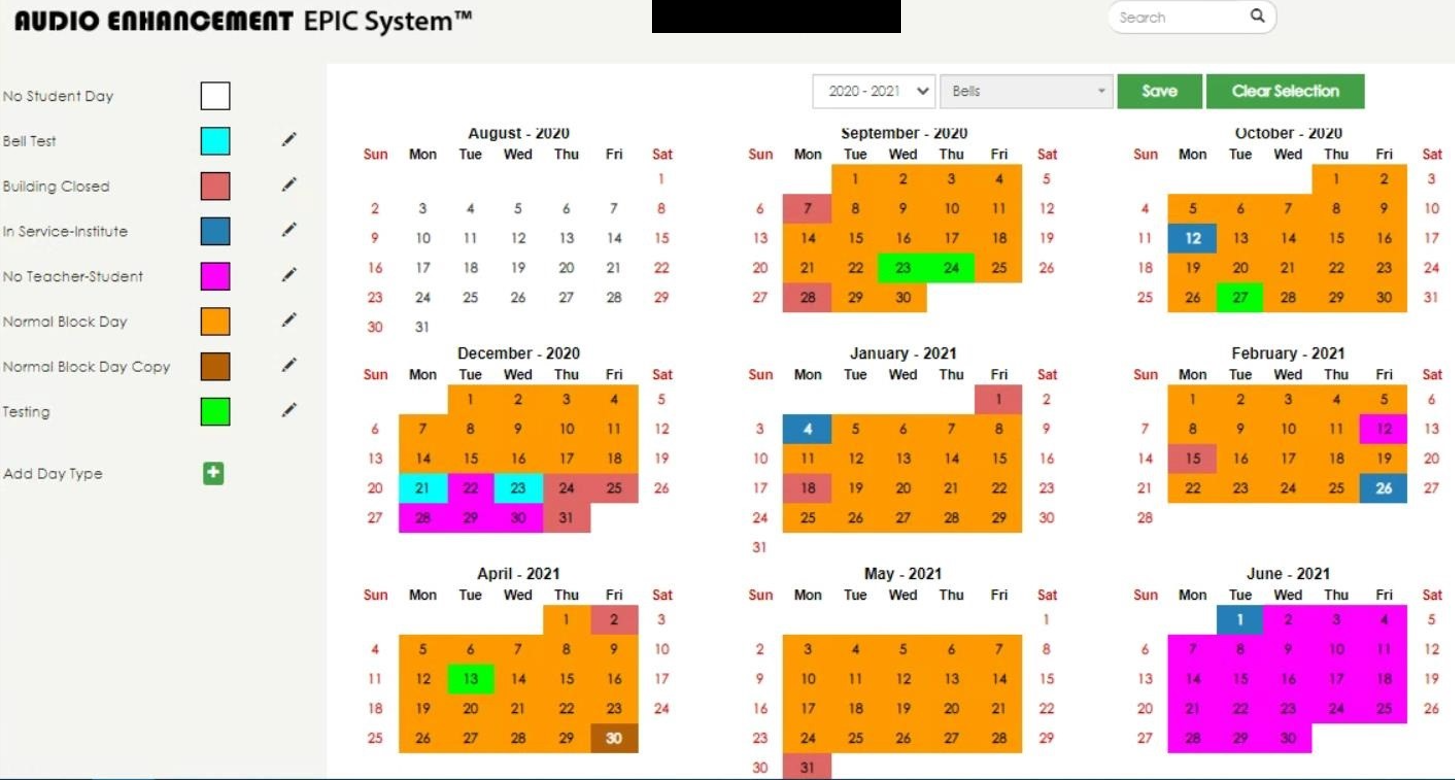 AUDIO ENHANCEMENT EPIC System™
Search
2020 - 2021 Bells Save Clear Selection
No Student Day
Bell Test
Building Closed
In Service-Institute
No Teacher-Student
Normal Block Day
Normal Block Day Copy
Testing
Add Day Type
August - 2020
Sun Mon Tue Wed Thu Fri Sat
1
2 3 4 5 6 7 8
9 10 11 12 13 14 15
16 17 18 19 20 21 22
23 24 25 26 27 28 29
30 31
September - 2020
Sun Mon Tue Wed Thu Fri Sat
1 2 3 4 5
6 7 8 9 10 11 12
13 14 15 16 17 18 19
20 21 22 23 24 25 26
27 28 29 30
October - 2020
Sun Mon Tue Wed Thu Fri Sat
1 2 3
4 5 6 7 8 9 10
11 12 13 14 15 16 17
18 19 20 21 22 23 24
25 26 27 28 29 30 31
December - 2020
Sun Mon Tue Wed Thu Fri Sat
1 2 3 4 5
6 7 8 9 10 11 12
13 14 15 16 17 18 19
20 21 22 23 24 25 26
27 28 29 30 31
January - 2021
Sun Mon Tue Wed Thu Fri Sat
1 2
3 4 5 6 7 8 9
10 11 12 13 14 15 16
17 18 19 20 21 22 23
24 25 26 27 28 29 30
31
February - 2021
Sun Mon Tue Wed Thu Fri Sat
1 2 3 4 5 6
7 8 9 10 11 12 13
14 15 16 17 18 19 20
21 22 23 24 25 26 27
28
April - 2021
Sun Mon Tue Wed Thu Fri Sat
1 2 3
4 5 6 7 8 9 10
11 12 13 14 15 16 17
18 19 20 21 22 23 24
25 26 27 28 29 30
May - 2021
Sun Mon Tue Wed Thu Fri Sat
1
2 3 4 5 6 7 8
9 10 11 12 13 14 15
16 17 18 19 20 21 22
23 24 25 26 27 28 29
30 31
June - 2021
Sun Mon Tue Wed Thu Fri Sat
1 2 3 4 5
6 7 8 9 10 11 12
13 14 15 16 17 18 19
20 21 22 23 24 25 26
27 28 29 30